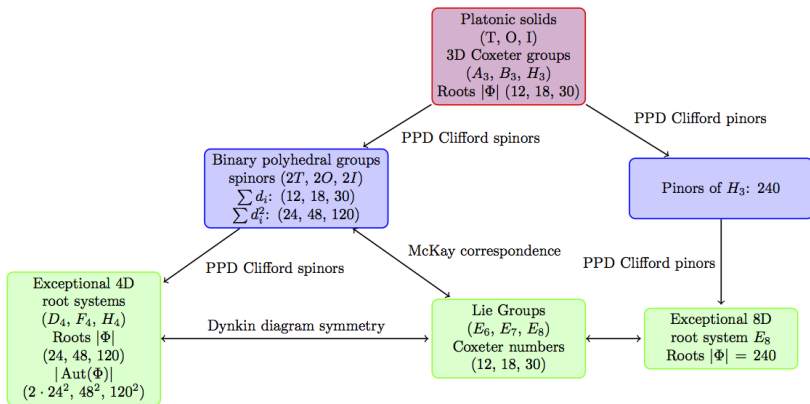 Platonic solids
(T, O, I)
3D Coxeter groups
(A₃, B₃, H₃)
Roots |Φ| (12, 18, 30)
PPD Clifford spinors
PPD Clifford pinors
Binary polyhedral groups
spinors (2T, 2O, 2I)
∑ dᵢ: (12, 18, 30)
∑ dᵢ²: (24, 48, 120)
Pinors of H₃: 240
McKay correspondence
PPD Clifford spinors
PPD Clifford pinors
Exceptional 4D
root systems
(D₄, F₄, H₄)
Roots |Φ|
(24, 48, 120)
|Aut(Φ)|
(2 · 24², 48², 120²)
Dynkin diagram symmetry
Lie Groups
(E₆, E₇, E₈)
Coxeter numbers
(12, 18, 30)
Exceptional 8D
root system E₈
Roots |Φ| = 240